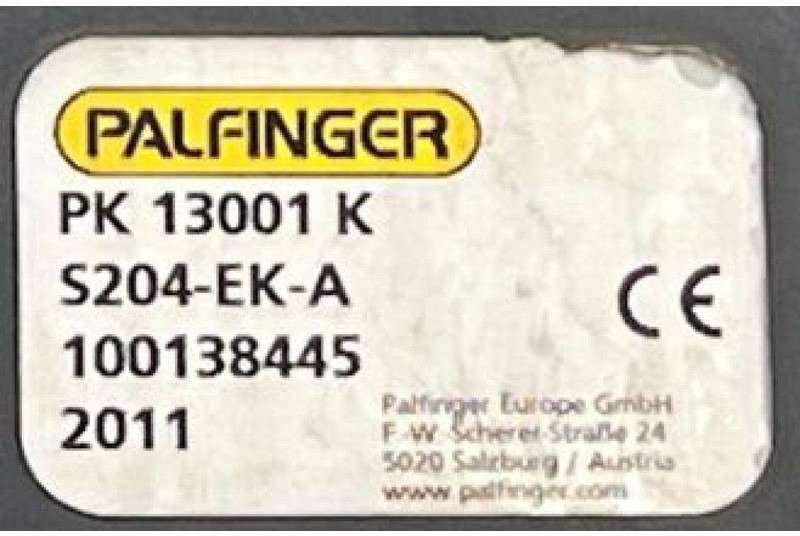 PALFINGER
PK 13001 K
S204-EK-A
100138445
2011
CE
Palfinger Europe GmbH
F.-W.-Scherer-Straße 24
5020 Salzburg / Austria
www.palfinger.com